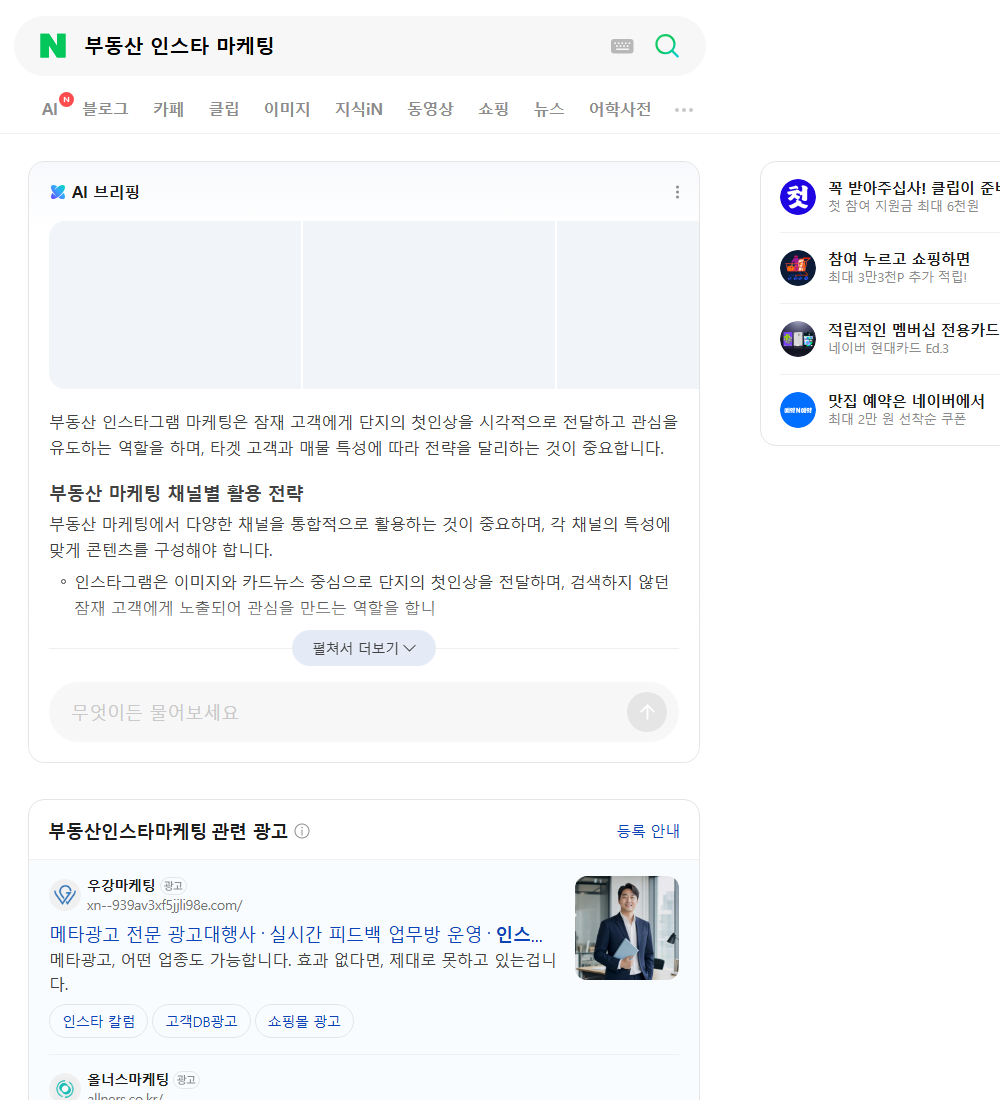 부동산 인스타 마케팅
AI N 블로그 카페 클립 이미지 지식iN 동영상 쇼핑 뉴스 어학사전
AI 브리핑
부동산 인스타그램 마케팅은 잠재 고객에게 단지의 첫인상을 시각적으로 전달하고 관심을
유도하는 역할을 하며, 타겟 고객과 매물 특성에 따라 전략을 달리하는 것이 중요합니다.
부동산 마케팅 채널별 활용 전략
부동산 마케팅에서 다양한 채널을 통합적으로 활용하는 것이 중요하며, 각 채널의 특성에
맞게 콘텐츠를 구성해야 합니다.
인스타그램은 이미지와 카드뉴스 중심으로 단지의 첫인상을 전달하며, 검색하지 않던
잠재 고객에게 노출되어 관심을 만드는 역할을 합니
펼쳐서 더보기
무엇이든 물어보세요
부동산인스타마케팅 관련 광고
등록 안내
우강마케팅 광고
xn--939av3xf5jjli98e.com/
메타광고 전문 광고대행사 · 실시간 피드백 업무방 운영 · 인스...
메타광고, 어떤 업종도 가능합니다. 효과 없다면, 제대로 못하고 있는겁니
다.
인스타 칼럼 고객DB광고 쇼핑몰 광고
올너스마케팅 광고
allners.co.kr/
첫
꼭 받아주십사! 클립이 준비
첫 참여 지원금 최대 6천원
참여 누르고 쇼핑하면
최대 3만3천P 추가 적립!
적립적인 멤버십 전용카드
네이버 현대카드 Ed.3
맛집 예약은 네이버에서
최대 2만 원 선착순 쿠폰